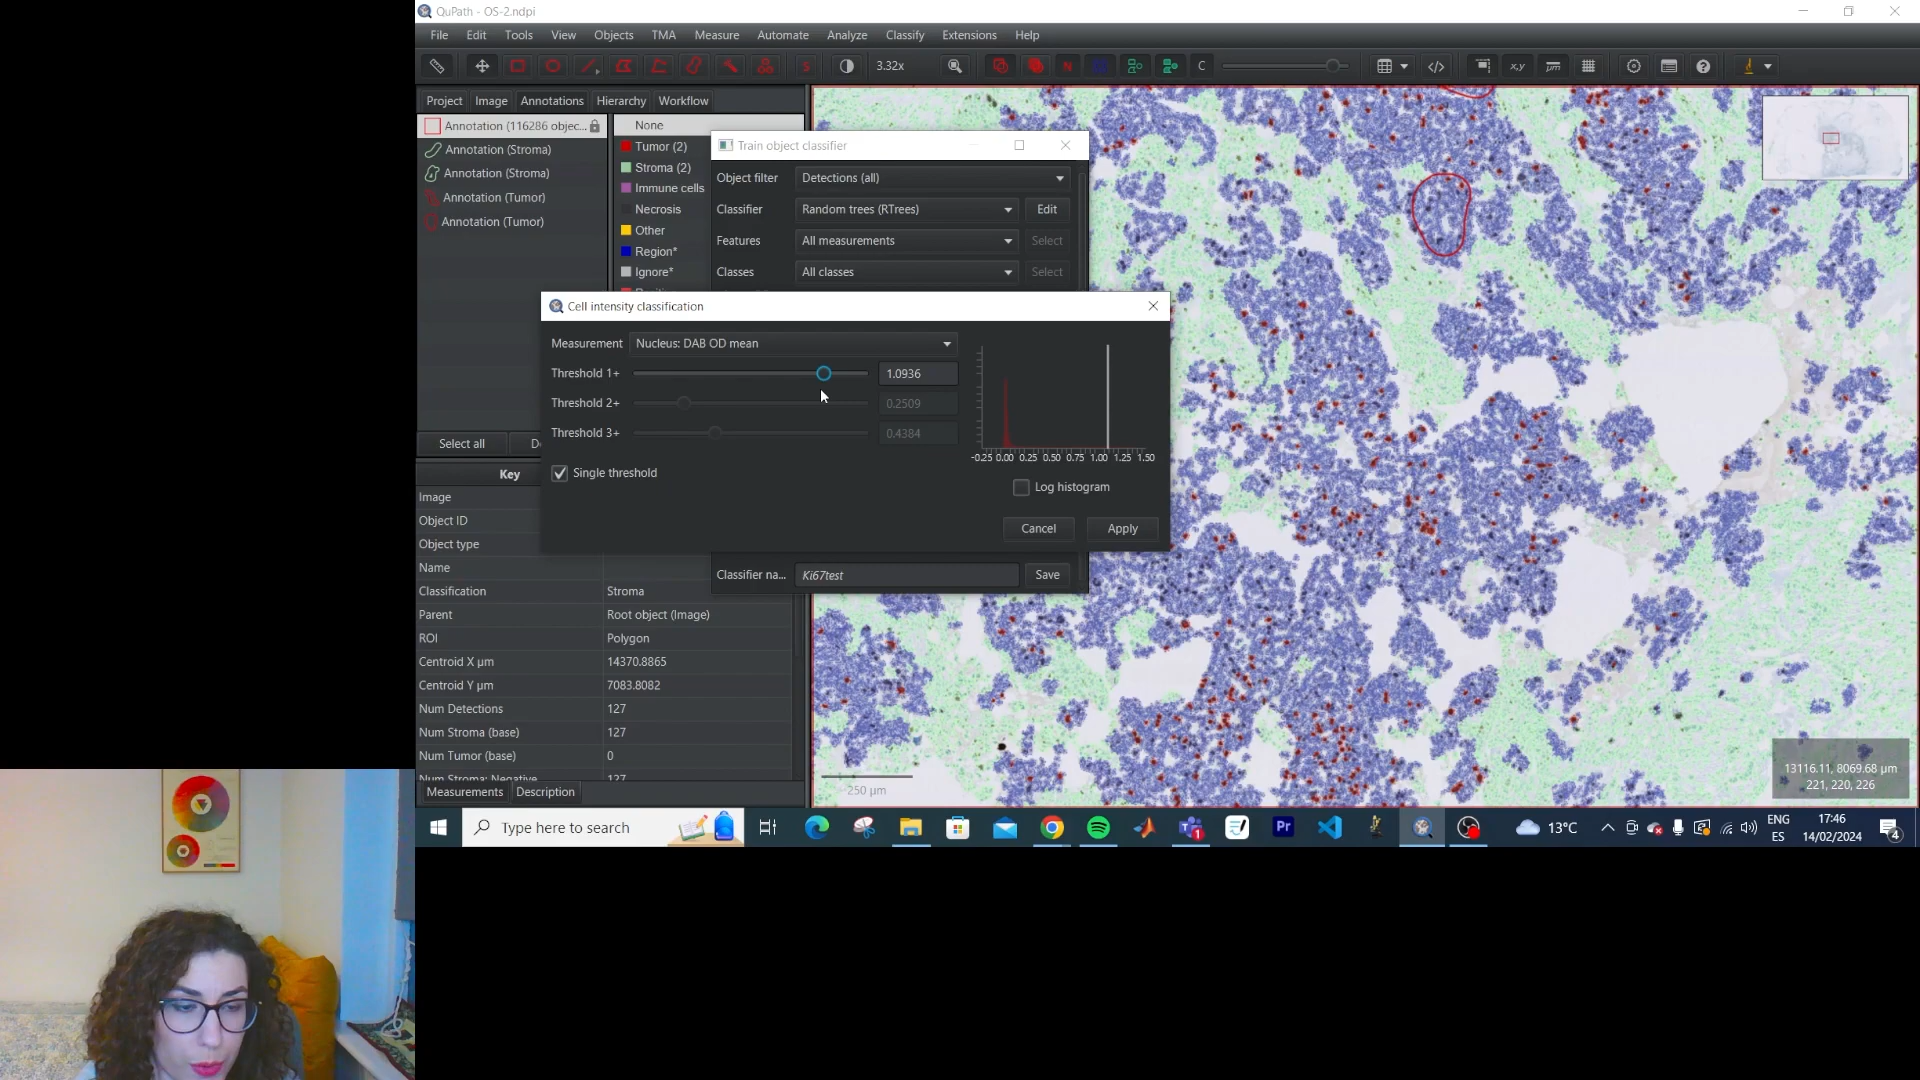 QuPath - OS-2.ndpi
File Edit Tools View Objects TMA Measure Automate Analyze Classify Extensions Help
S 3.32x N C x,y
Project Image Annotations Hierarchy Workflow
Annotation (116286 objec...
Annotation (Stroma)
Annotation (Stroma)
Annotation (Tumor)
Annotation (Tumor)
None
Tumor (2)
Stroma (2)
Immune cells
Necrosis
Other
Region*
Ignore*
Train object classifier
Object filter Detections (all)
Classifier Random trees (RTrees) Edit
Features All measurements Select
Classes All classes Select
Cell intensity classification
Measurement Nucleus: DAB OD mean
Threshold 1+ 1.0936
Threshold 2+ 0.2509
Threshold 3+ 0.4384
Single threshold
-0.25 0.00 0.25 0.50 0.75 1.00 1.25 1.50
Log histogram
Cancel Apply
Classifier na... Ki67test Save
Select all
Key
Image
Object ID
Object type
Name
Classification Stroma
Parent Root object (Image)
ROI Polygon
Centroid X µm 14370.8865
Centroid Y µm 7083.8082
Num Detections 127
Num Stroma (base) 127
Num Tumor (base) 0
Num Stroma: Negative 127
Measurements Description
250 µm
13116.11, 8069.68 µm
221, 220, 226
Type here to search
Pr
13°C
ENG
ES
17:46
14/02/2024
4